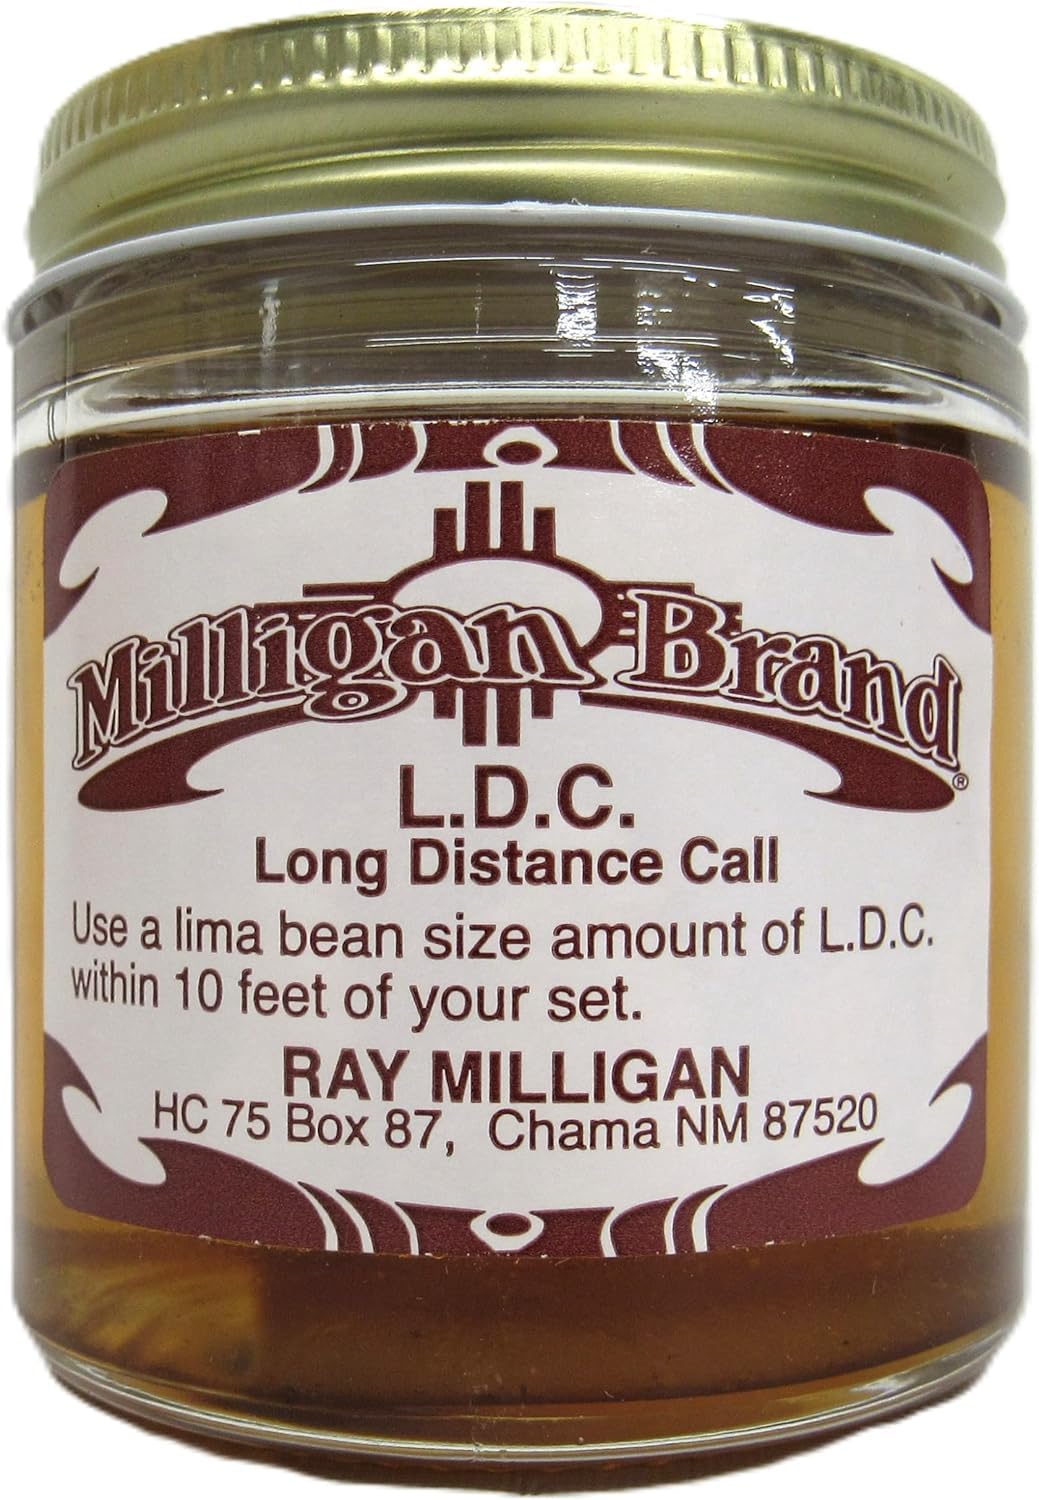 Milligan Brand®
L.D.C.
Long Distance Call
Use a lima bean size amount of L.D.C.
within 10 feet of your set.
RAY MILLIGAN
HC 75 Box 87, Chama NM 87520